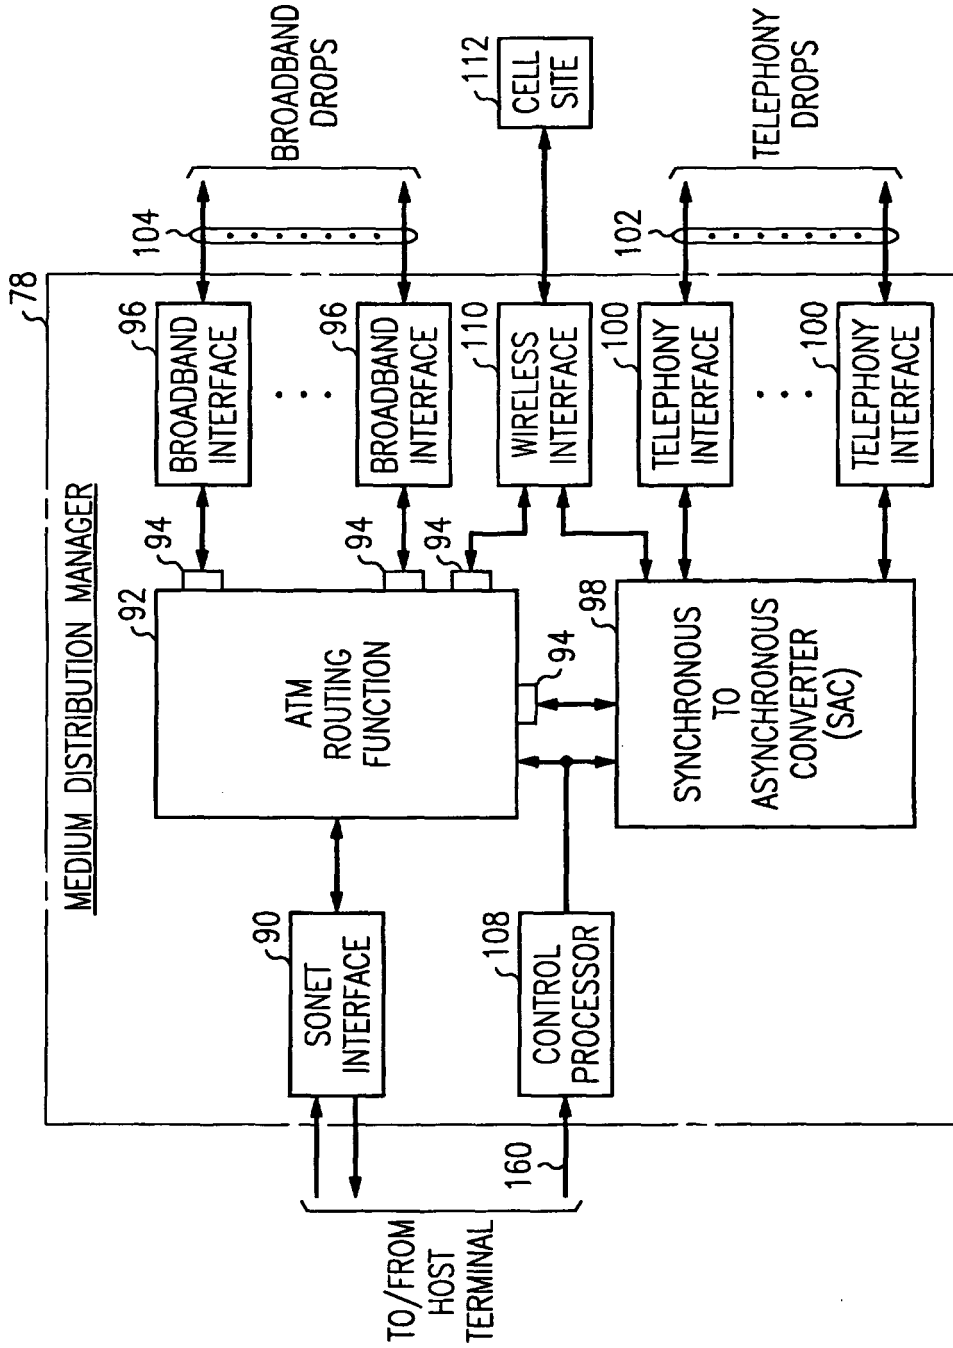 78
MEDIUM DISTRIBUTION MANAGER
TO/FROM
HOST
TERMINAL
160
90
SONET
INTERFACE
108
CONTROL
PROCESSOR
92
ATM
ROUTING
FUNCTION
94
94
94
94
98
SYNCHRONOUS
TO
ASYNCHRONOUS
CONVERTER
(SAC)
96
BROADBAND
INTERFACE
96
BROADBAND
INTERFACE
110
WIRELESS
INTERFACE
100
TELEPHONY
INTERFACE
100
TELEPHONY
INTERFACE
104
BROADBAND
DROPS
112
CELL
SITE
102
TELEPHONY
DROPS